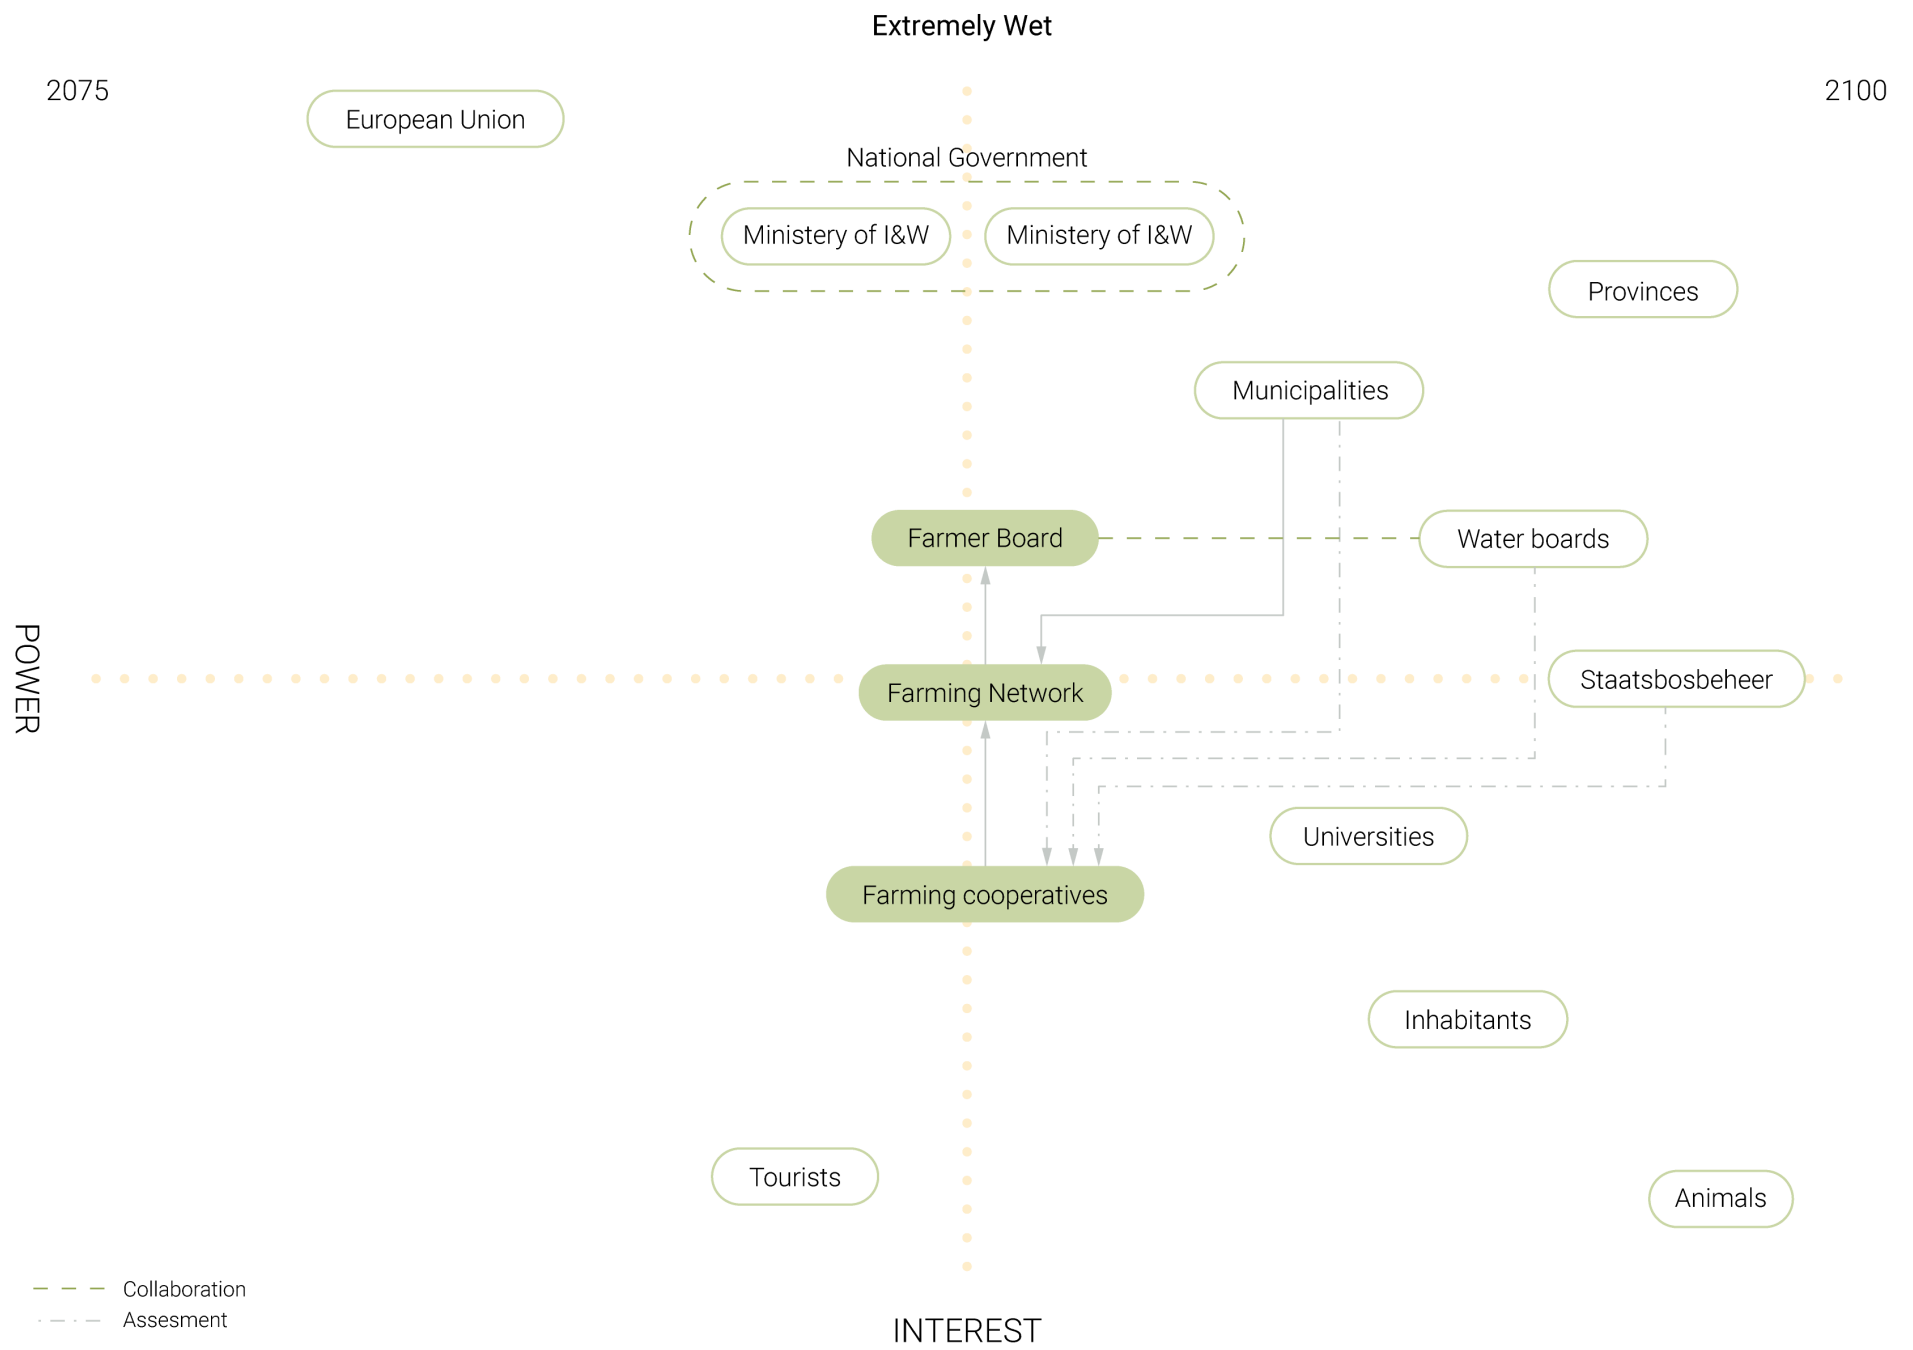 Extremely Wet
2075
2100
European Union
National Government
Ministery of I&W
Ministery of I&W
Provinces
Municipalities
Farmer Board
Water boards
POWER
Farming Network
Staatsbosbeheer
Universities
Farming cooperatives
Inhabitants
Tourists
Animals
Collaboration
Assesment
INTEREST